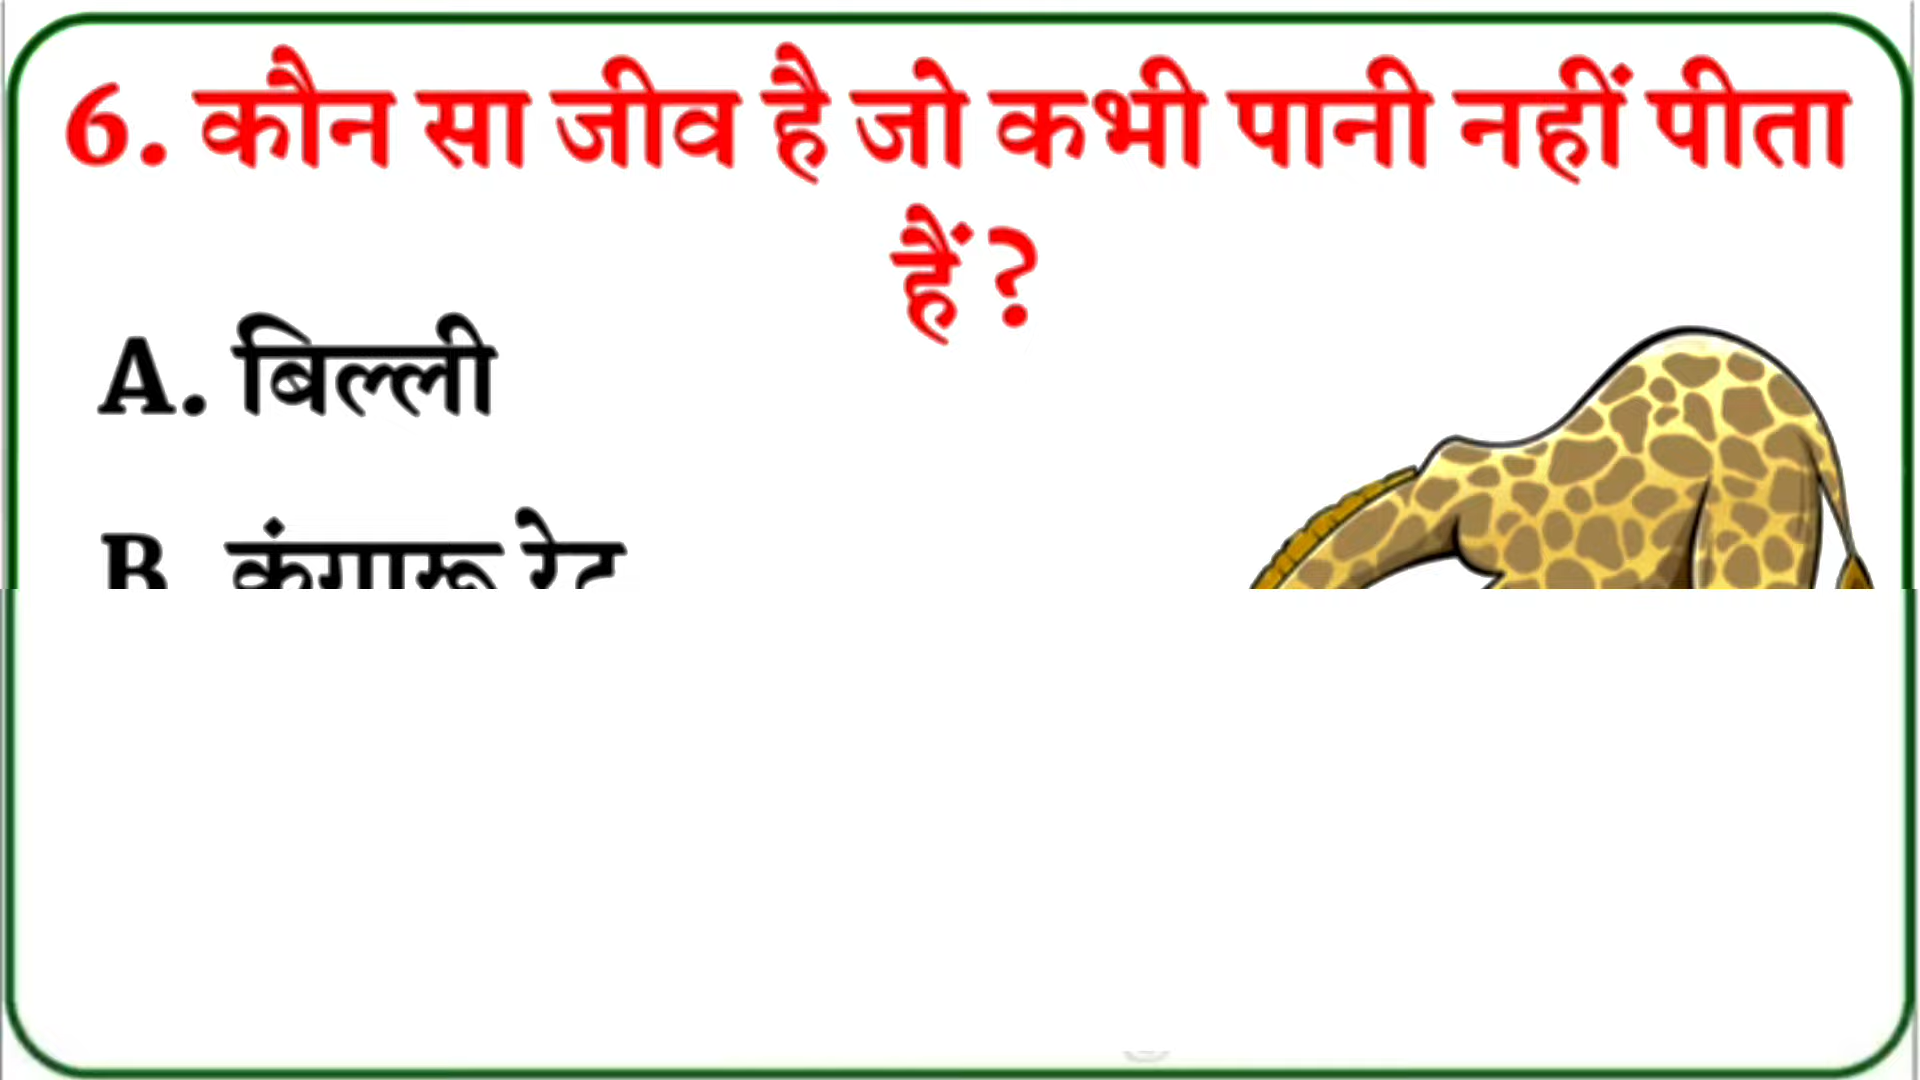 6. कौन सा जीव है जो कभी पानी नहीं पीता
हैं ?
A. बिल्ली
B. कंगारू रेट